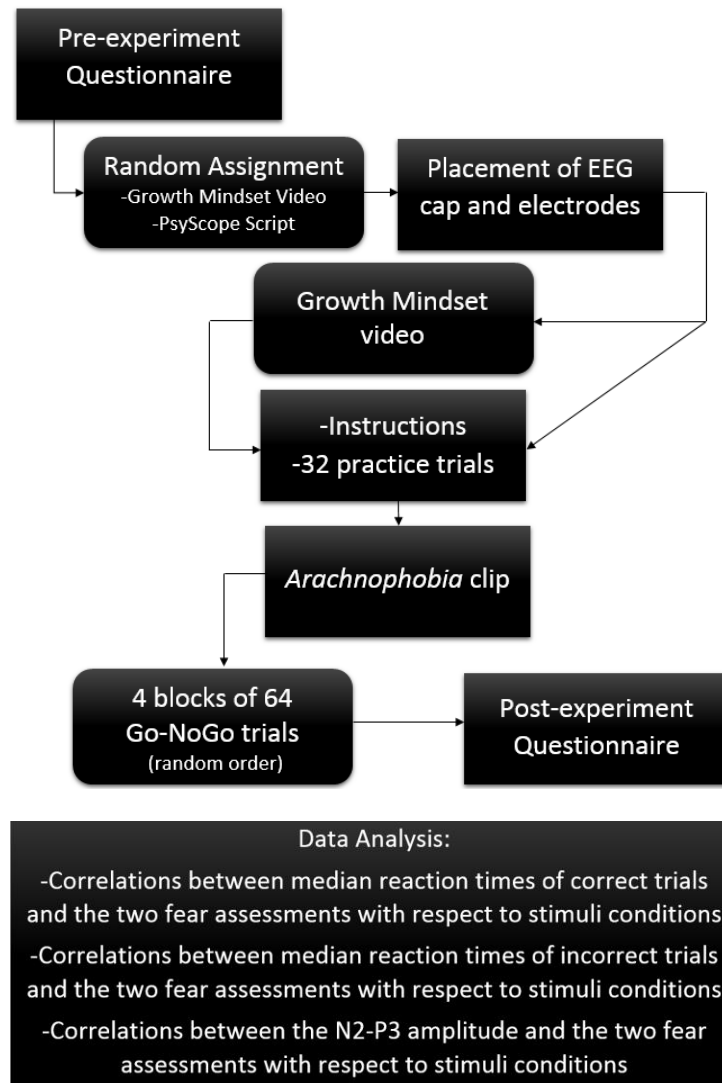 Pre-experiment
Questionnaire
Random Assignment
-Growth Mindset Video
-PsyScope Script
Placement of EEG
cap and electrodes
Growth Mindset
video
-Instructions
-32 practice trials
Arachnophobia clip
4 blocks of 64
Go-NoGo trials
(random order)
Post-experiment
Questionnaire
Data Analysis:
-Correlations between median reaction times of correct trials
and the two fear assessments with respect to stimuli conditions
-Correlations between median reaction times of incorrect trials
and the two fear assessments with respect to stimuli conditions
-Correlations between the N2-P3 amplitude and the two fear
assessments with respect to stimuli conditions